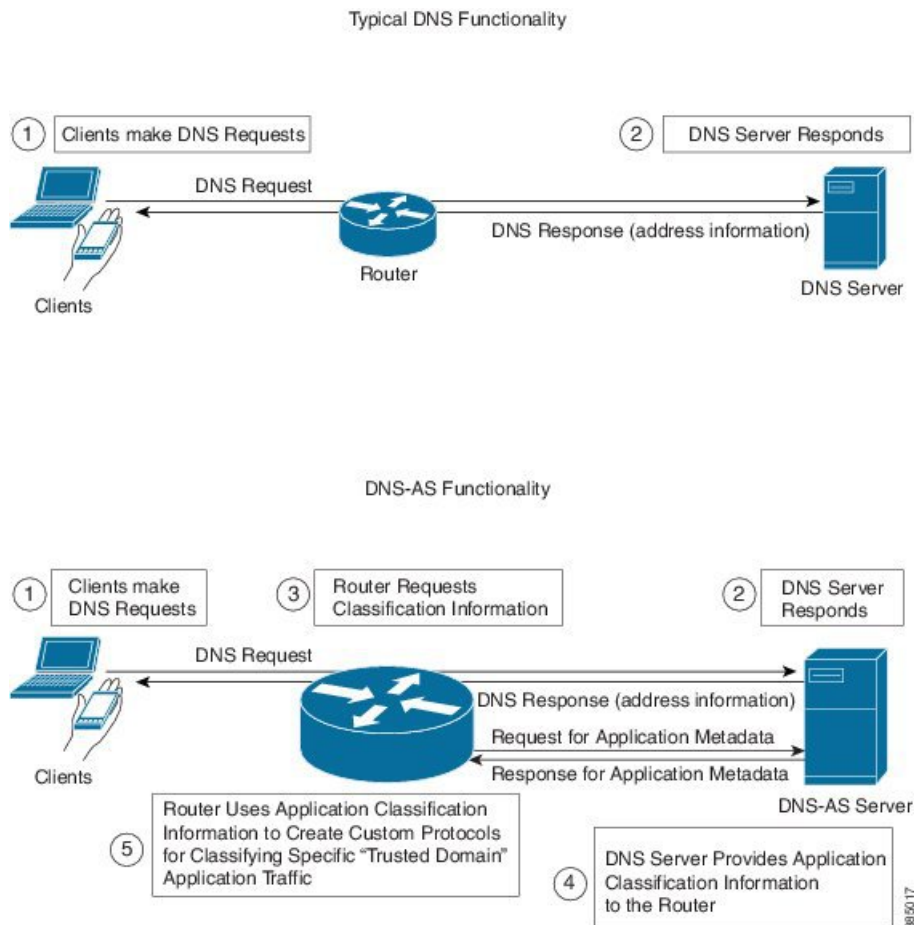 Typical DNS Functionality
1
Clients make DNS Requests
2
DNS Server Responds
DNS Request
DNS Response (address information)
Router
DNS Server
Clients
DNS-AS Functionality
1
Clients make
DNS Requests
3
Router Requests
Classification Information
2
DNS Server
Responds
DNS Request
DNS Response (address information)
Request for Application Metadata
Response for Application Metadata
Clients
DNS-AS Server
5
Router Uses Application Classification
Information to Create Custom Protocols
for Classifying Specific “Trusted Domain”
Application Traffic
4
DNS Server Provides Application
Classification Information
to the Router